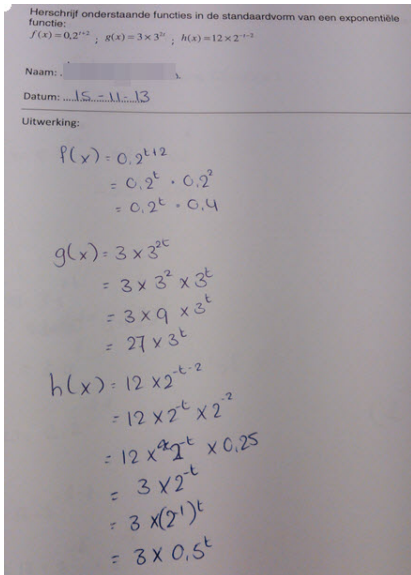 Herschrijf onderstaande functies in de standaardvorm van een exponentiële
functie:
f(x)=0,2^{t+2} ; g(x)=3×3^{2t} ; h(x)=12×2^{-t-2}
Naam: .
Datum: ....15-11-13
Uitwerking:
f(x) = 0,2^{t+2}
= 0,2^t · 0,2^2
= 0,2^t · 0,4
g(x) = 3 × 3^{2t}
= 3 × 3^2 × 3^t
= 3 × 9 × 3^t
= 27 × 3^t
h(x) = 12 × 2^{-t-2}
= 12 × 2^{-t} × 2^{-2}
= 12 × 2^{-t} × 0,25
= 3 × 2^{-t}
= 3 × (2^{-1})^t
= 3 × 0,5^t